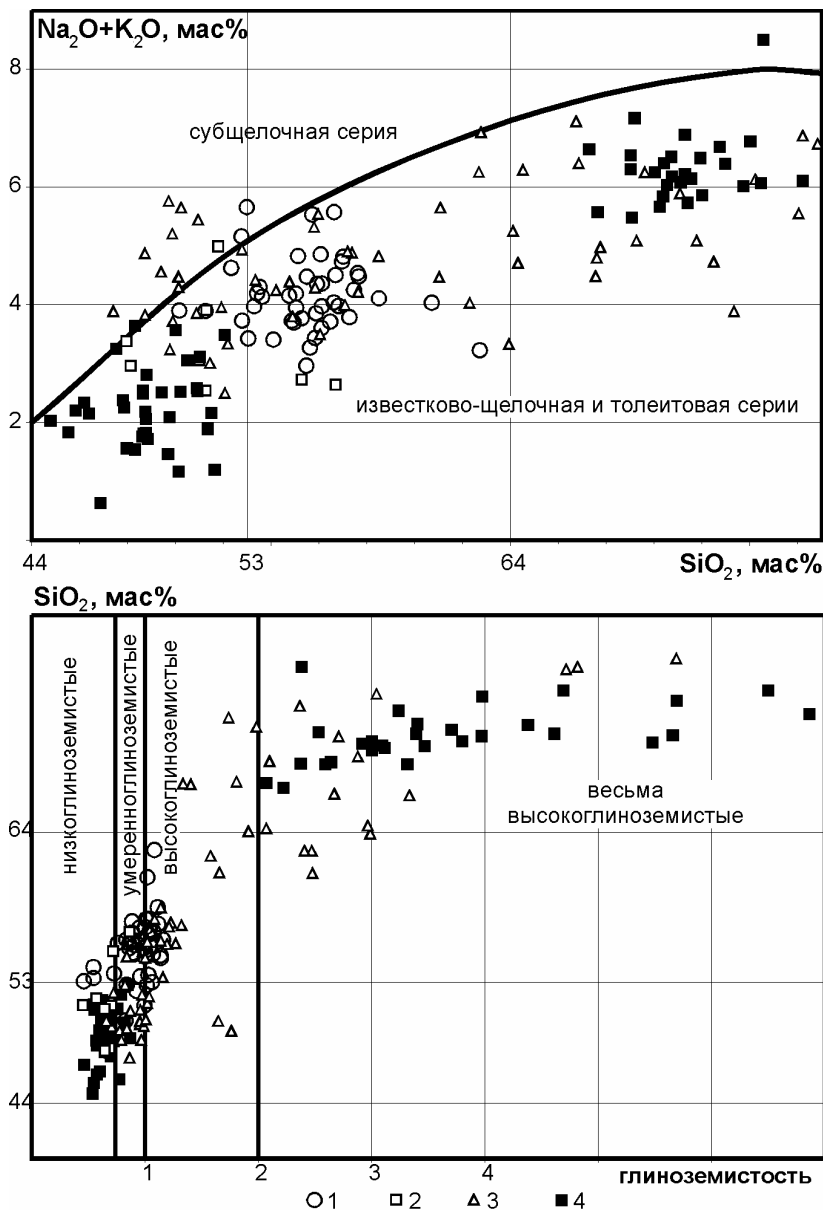 Na2O+K2O, мас%
8
субщелочная серия
6
4
известково-щелочная и толеитовая серии
2
44
53
64
SiO2, мас%
SiO2, мас%
низкоглиноземистые
умеренноглиноземистые
высокоглиноземистые
весьма
высокоглиноземистые
64
53
44
1
2
3
4
глиноземистость
1
2
3
4